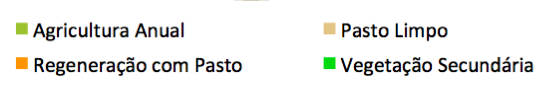 Agricultura Anual
Pasto Limpo
Regeneração com Pasto
Vegetação Secundária